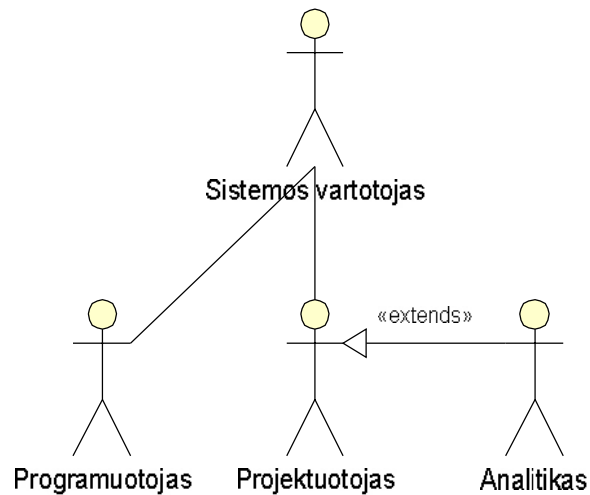 Sistemos vartotojas
«extends»
Programuotojas
Projektuotojas
Analitikas